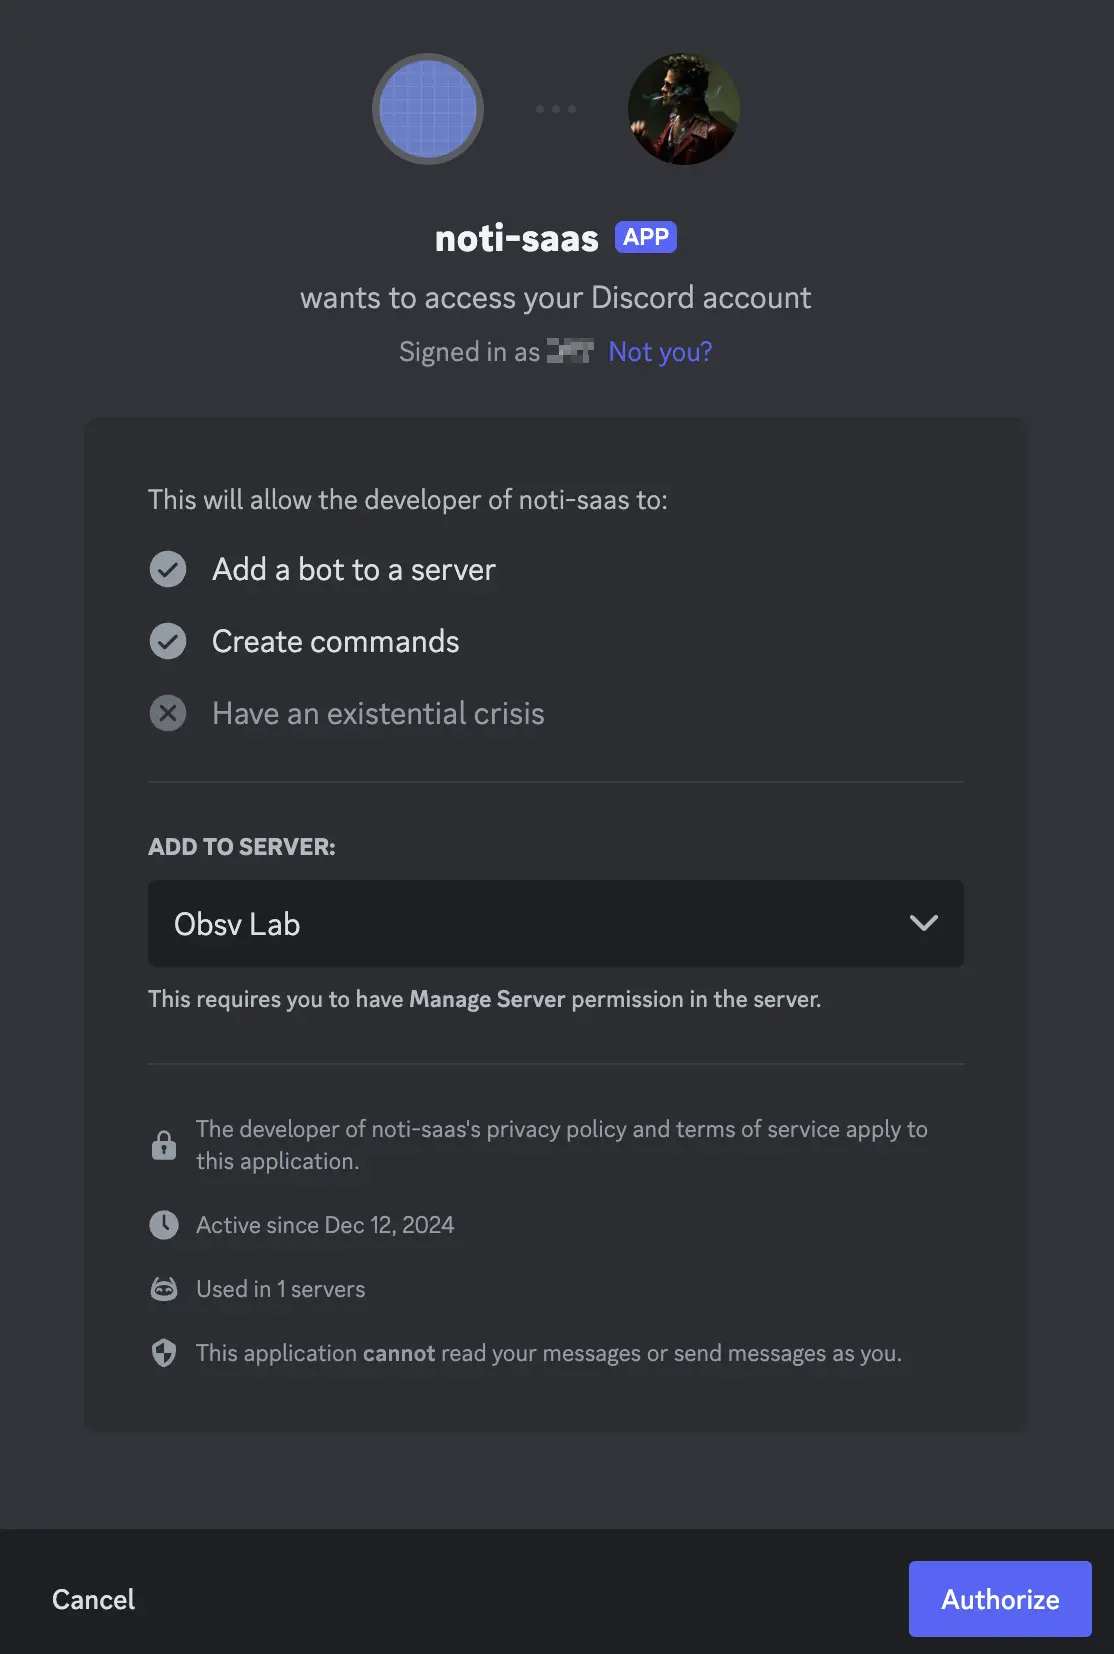 noti-saas APP
wants to access your Discord account
Signed in as Not you?
This will allow the developer of noti-saas to:
Add a bot to a server
Create commands
Have an existential crisis
ADD TO SERVER:
Obsv Lab
This requires you to have Manage Server permission in the server.
The developer of noti-saas's privacy policy and terms of service apply to
this application.
Active since Dec 12, 2024
Used in 1 servers
This application cannot read your messages or send messages as you.
Cancel
Authorize